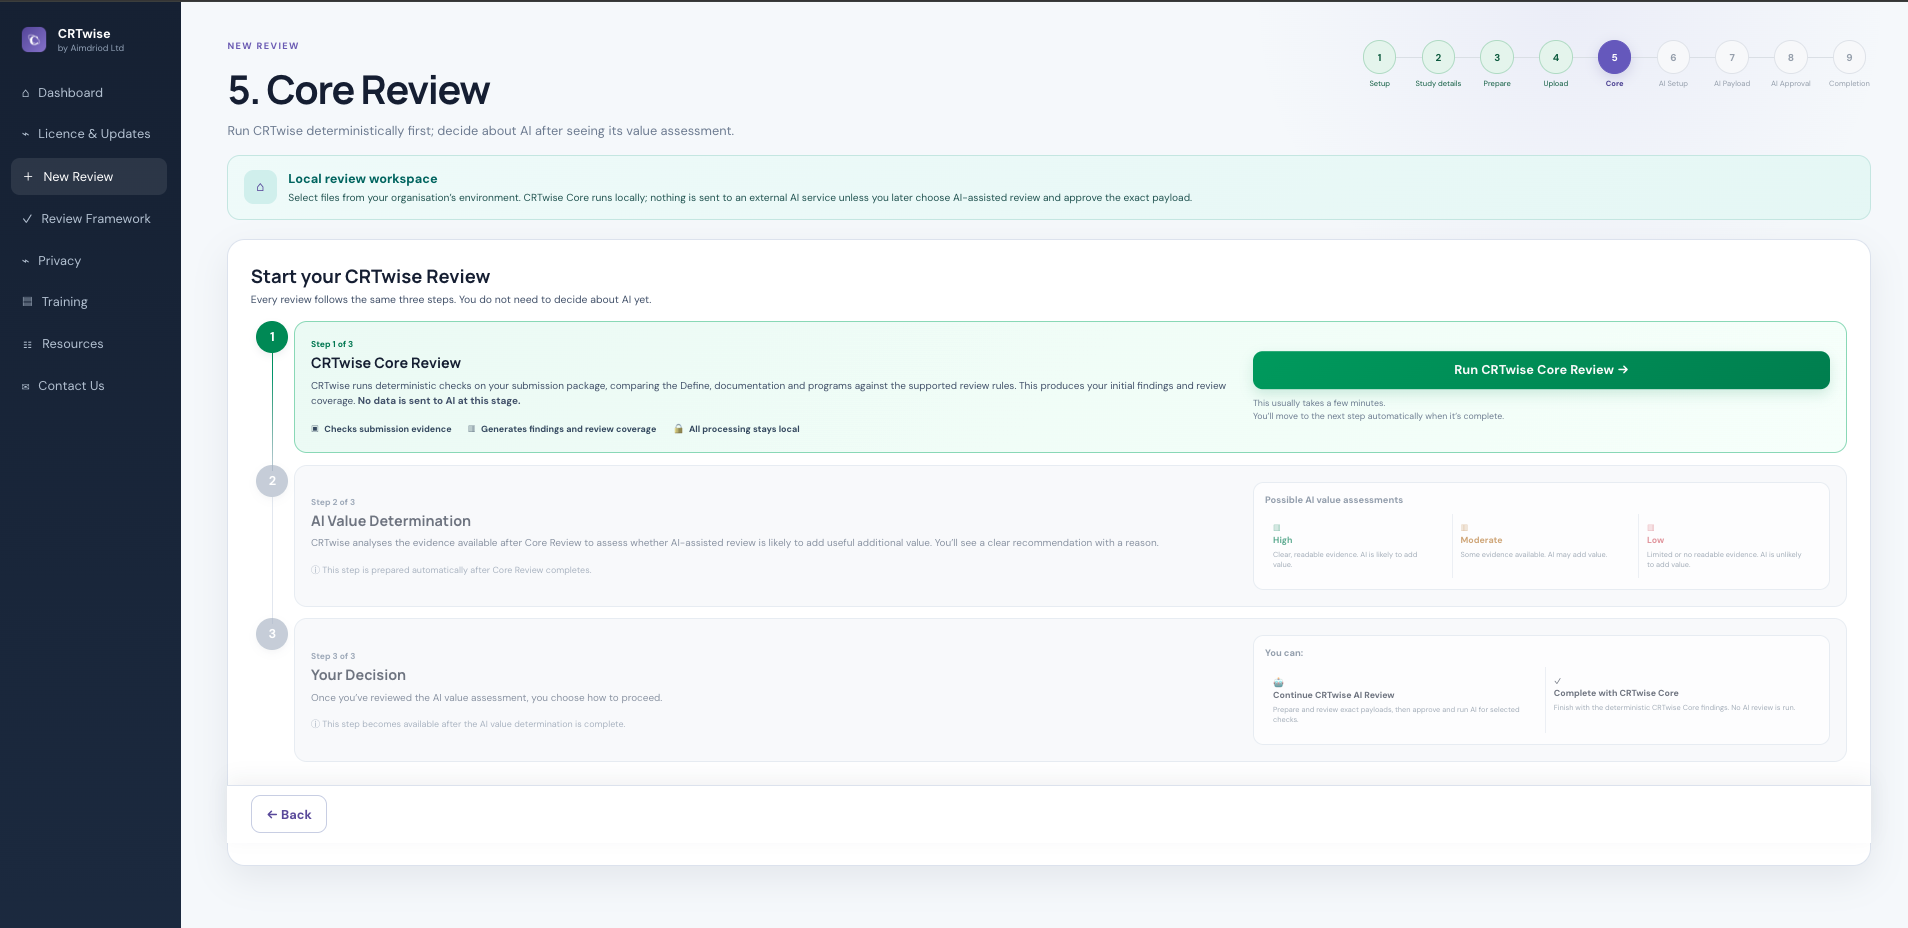 CRTwise
by Aimdriod Ltd
Dashboard
Licence & Updates
New Review
Review Framework
Privacy
Training
Resources
Contact Us
NEW REVIEW
5. Core Review
Run CRTwise deterministically first; decide about AI after seeing its value assessment.
1 2 3 4 5 6 7 8 9
Setup Study details Prepare Upload Core AI Setup AI Payload AI Approval Completion
Local review workspace
Select files from your organisation's environment. CRTwise Core runs locally; nothing is sent to an external AI service unless you later choose AI-assisted review and approve the exact payload.
Start your CRTwise Review
Every review follows the same three steps. You do not need to decide about AI yet.
1
Step 1 of 3
CRTwise Core Review
CRTwise runs deterministic checks on your submission package, comparing the Define, documentation and programs against the supported review rules. This produces your initial findings and review
coverage. No data is sent to AI at this stage.
Checks submission evidence Generates findings and review coverage All processing stays local
Run CRTwise Core Review →
This usually takes a few minutes.
You'll move to the next step automatically when it's complete.
2
Step 2 of 3
AI Value Determination
CRTwise analyses the evidence available after Core Review to assess whether AI-assisted review is likely to add useful additional value. You'll see a clear recommendation with a reason.
ⓘ This step is prepared automatically after Core Review completes.
Possible AI value assessments
High
Clear, readable evidence. AI is likely to add
value.
Moderate
Some evidence available. AI may add value.
Low
Limited or no readable evidence. AI is unlikely
to add value.
3
Step 3 of 3
Your Decision
Once you've reviewed the AI value assessment, you choose how to proceed.
ⓘ This step becomes available after the AI value determination is complete.
You can:
Continue CRTwise AI Review
Prepare and review exact payloads, then approve and run AI for selected
checks.
✓
Complete with CRTwise Core
Finish with the deterministic CRTwise Core findings. No AI review is run.
← Back